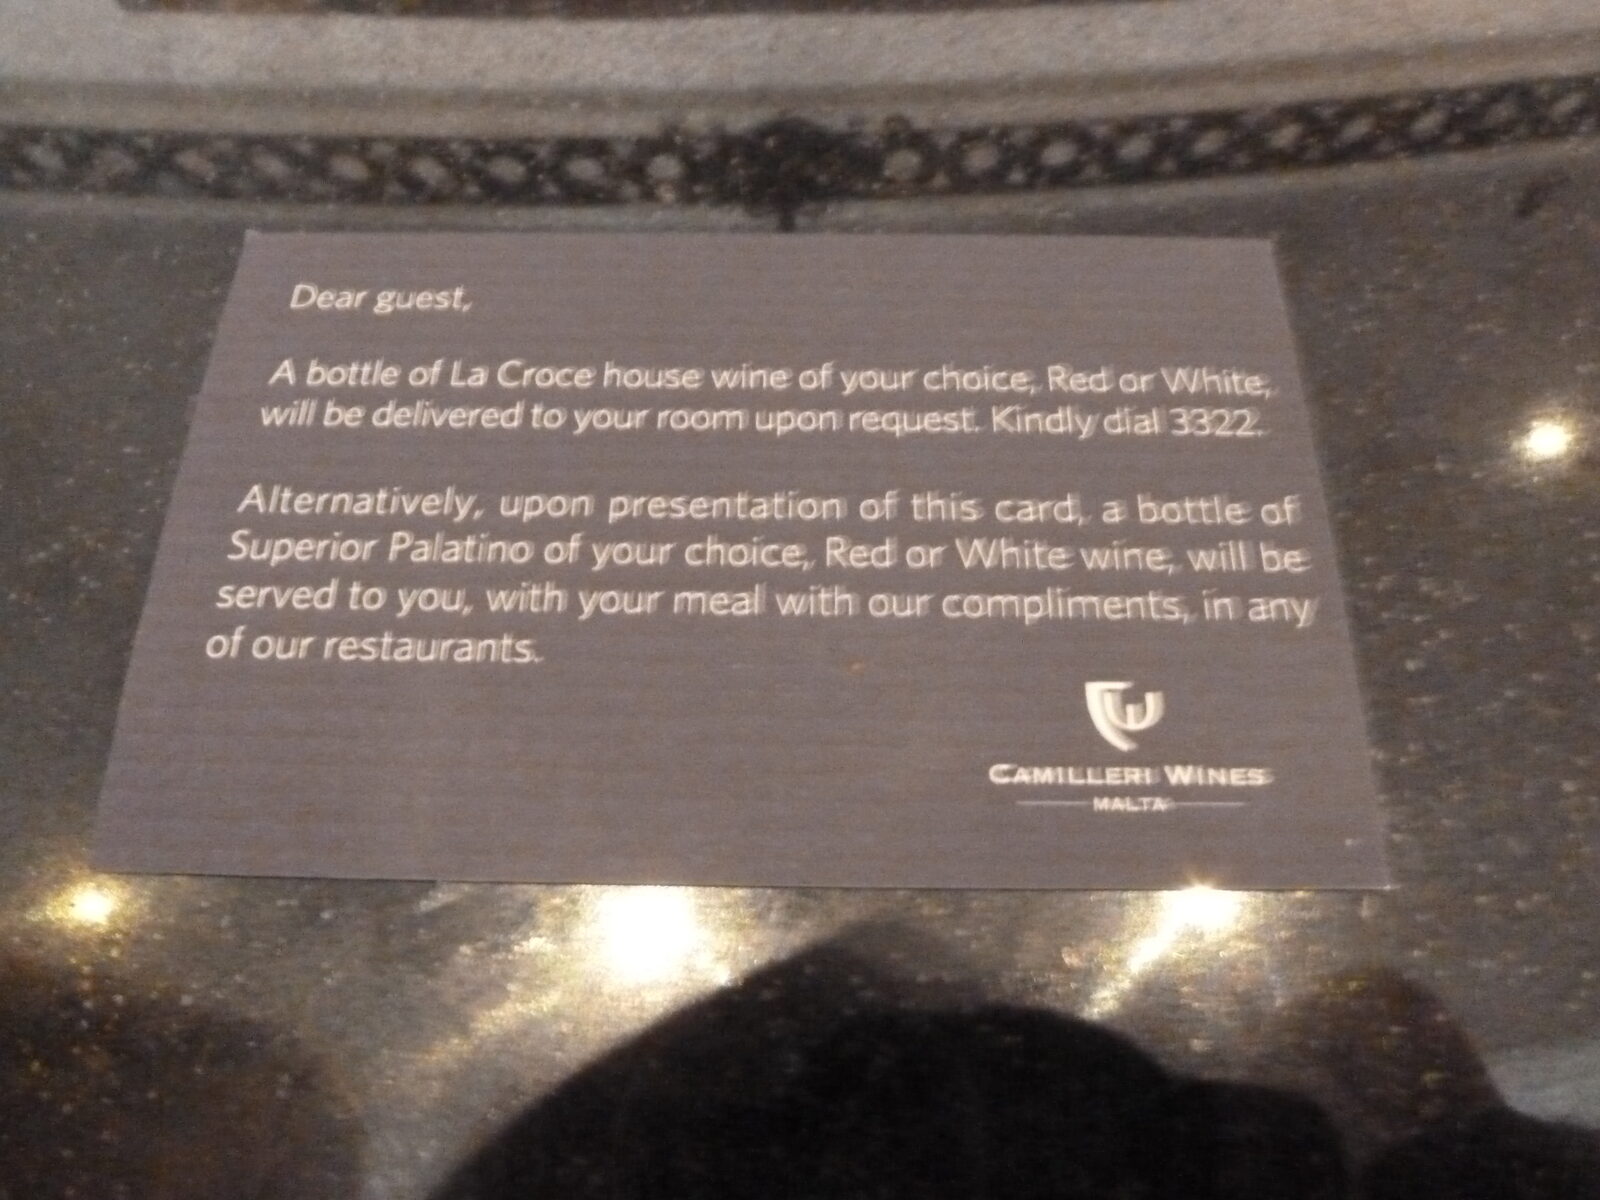 Dear guest,
A bottle of La Croce house wine of your choice, Red or White,
will be delivered to your room upon request. Kindly dial 3322.
Alternatively, upon presentation of this card, a bottle of
Superior Palatino of your choice, Red or White wine, will be
served to you, with your meal with our compliments, in any
of our restaurants.
CAMILLERI WINES
MALTA